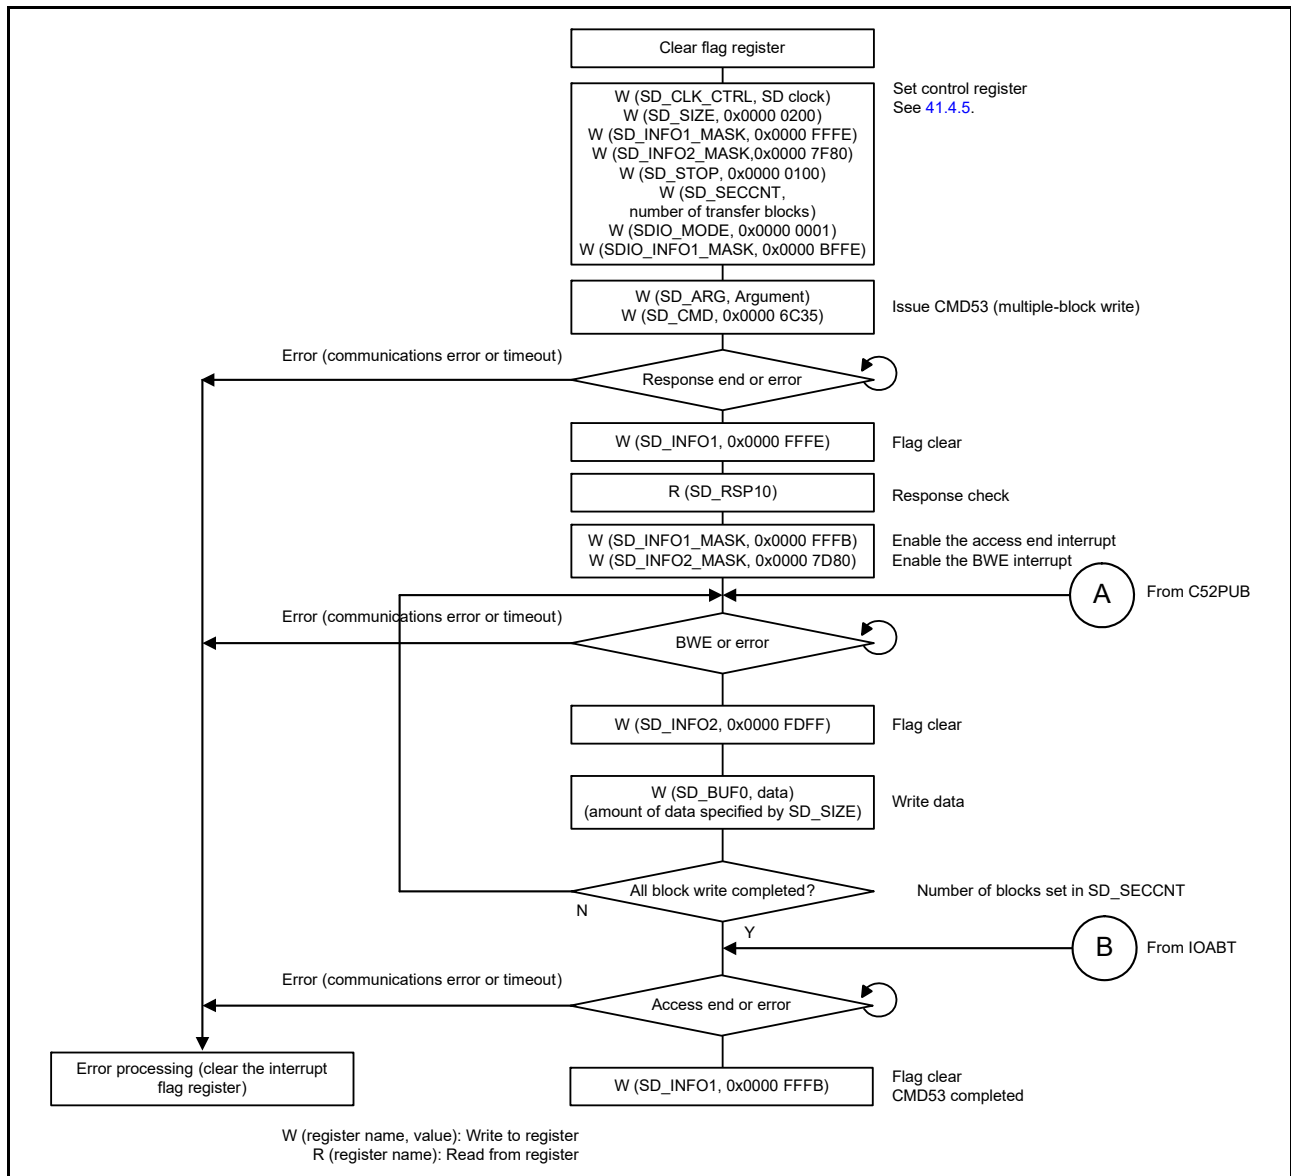 Clear flag register
W (SD_CLK_CTRL, SD clock)
W (SD_SIZE, 0x0000 0200)
W (SD_INFO1_MASK, 0x0000 FFFE)
W (SD_INFO2_MASK,0x0000 7F80)
W (SD_STOP, 0x0000 0100)
W (SD_SECCNT,
number of transfer blocks)
W (SDIO_MODE, 0x0000 0001)
W (SDIO_INFO1_MASK, 0x0000 BFFE)
Set control register
See 41.4.5.
W (SD_ARG, Argument)
W (SD_CMD, 0x0000 6C35)
Issue CMD53 (multiple-block write)
Error (communications error or timeout)
Response end or error
W (SD_INFO1, 0x0000 FFFE)
Flag clear
R (SD_RSP10)
Response check
W (SD_INFO1_MASK, 0x0000 FFFB)
W (SD_INFO2_MASK, 0x0000 7D80)
Enable the access end interrupt
Enable the BWE interrupt
A
From C52PUB
Error (communications error or timeout)
BWE or error
W (SD_INFO2, 0x0000 FDFF)
Flag clear
W (SD_BUF0, data)
(amount of data specified by SD_SIZE)
Write data
All block write completed?
Number of blocks set in SD_SECCNT
N
Y
B
From IOABT
Error (communications error or timeout)
Access end or error
Error processing (clear the interrupt
flag register)
W (SD_INFO1, 0x0000 FFFB)
Flag clear
CMD53 completed
W (register name, value): Write to register
R (register name): Read from register